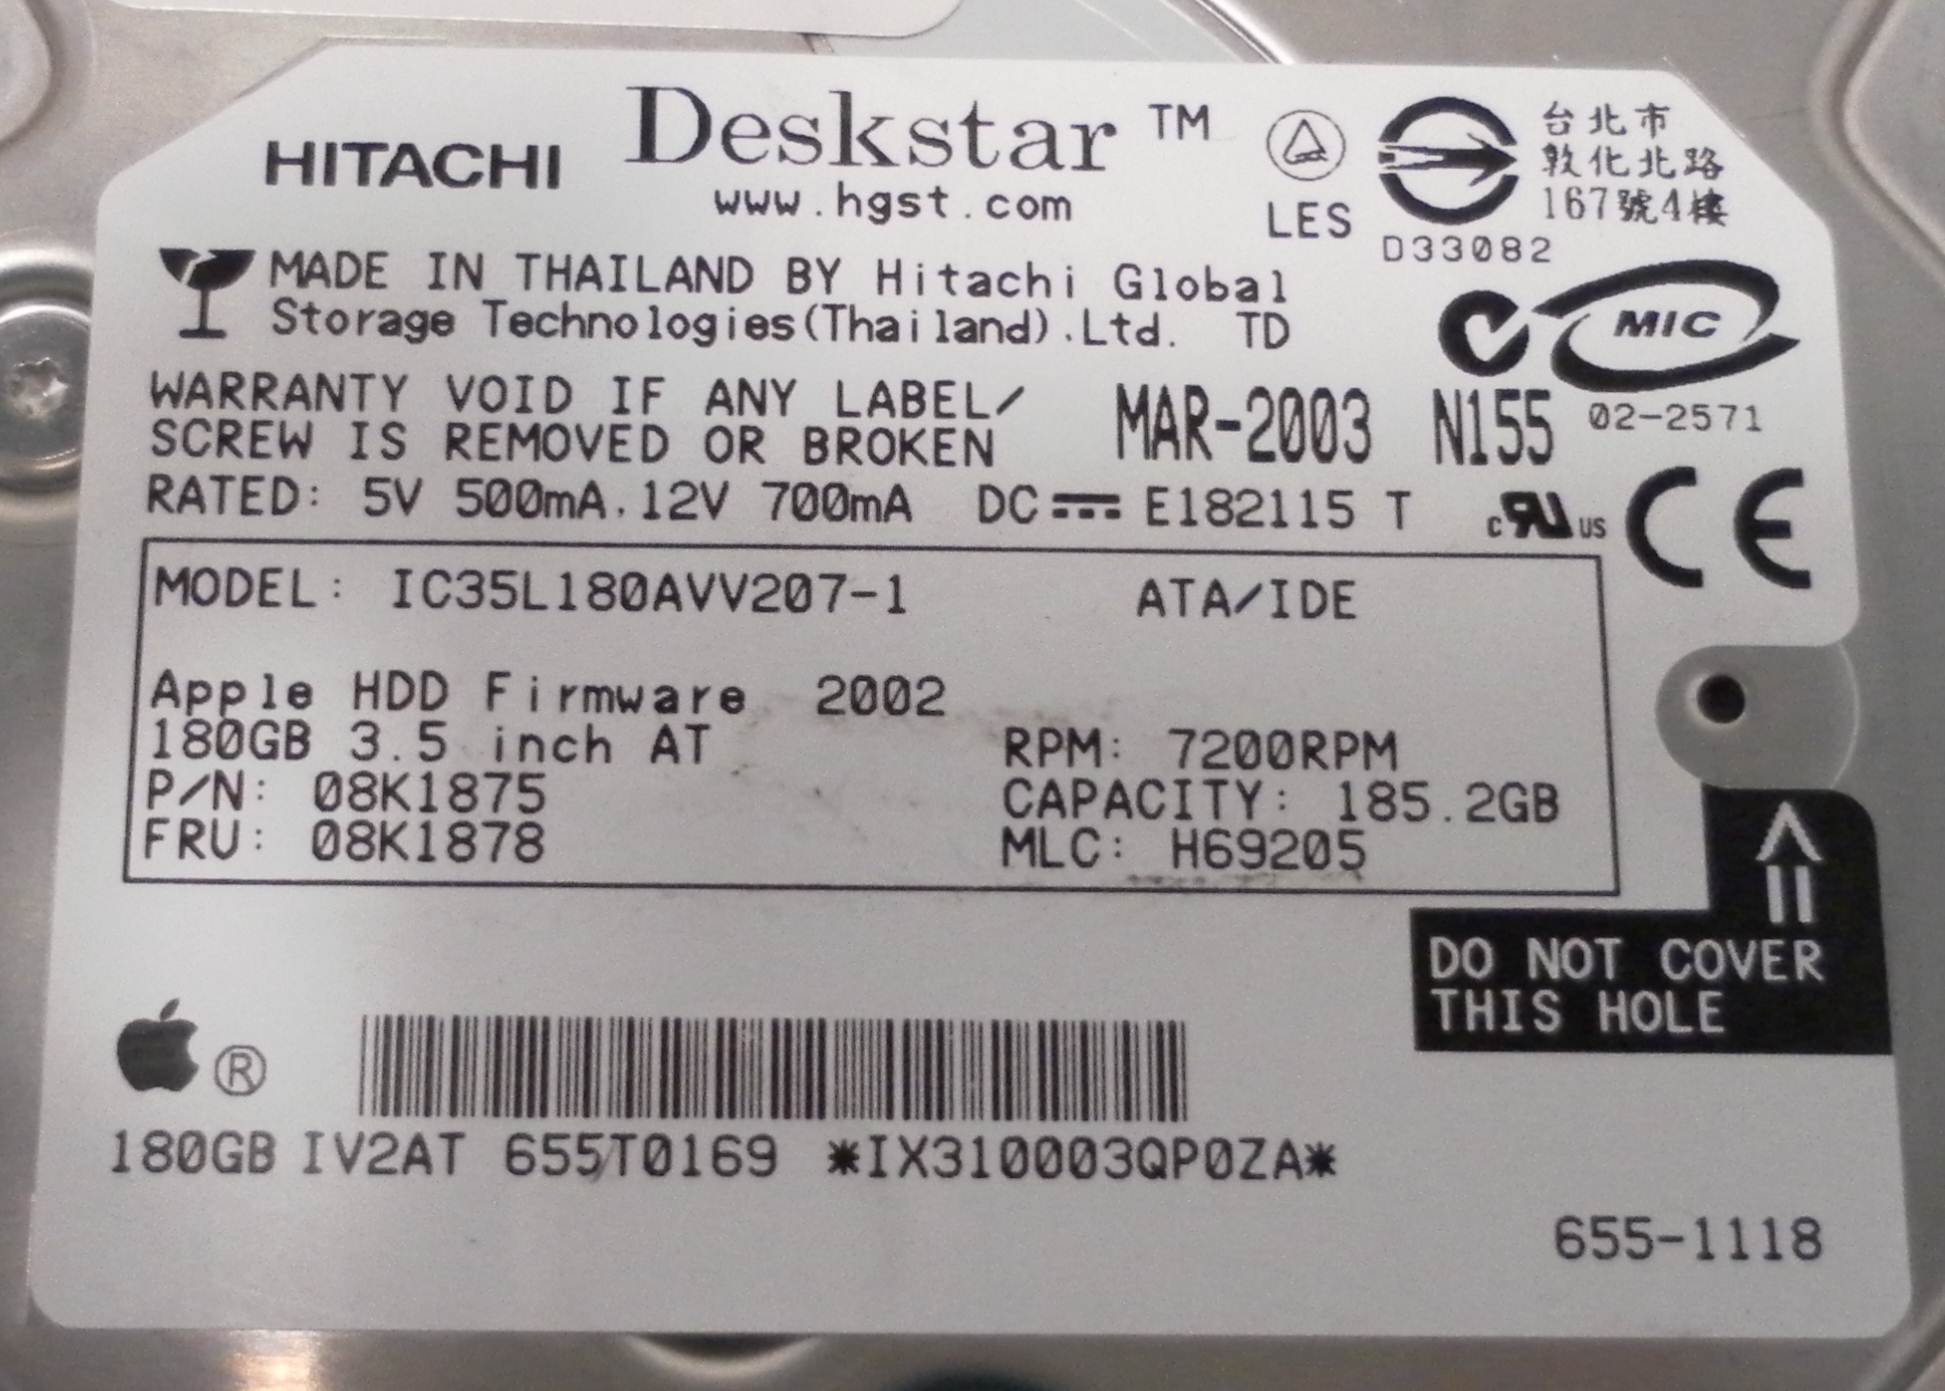 HITACHI Deskstar ™
www.hgst.com
LES
D33082
台北市
敦化北路
167號4樓
MADE IN THAILAND BY Hitachi Global
Storage Technologies(Thailand).Ltd. TD
MIC
WARRANTY VOID IF ANY LABEL/
SCREW IS REMOVED OR BROKEN
MAR-2003 N155 02-2571
RATED: 5V 500mA.12V 700mA DC E182115 T
c RU US CE
MODEL: IC35L180AVV207-1 ATA/IDE
Apple HDD Firmware 2002
180GB 3.5 inch AT RPM: 7200RPM
P/N: 08K1875 CAPACITY: 185.2GB
FRU: 08K1878 MLC: H69205
DO NOT COVER
THIS HOLE
®
180GB IV2AT 655T0169 *IX310003QP0ZA*
655-1118